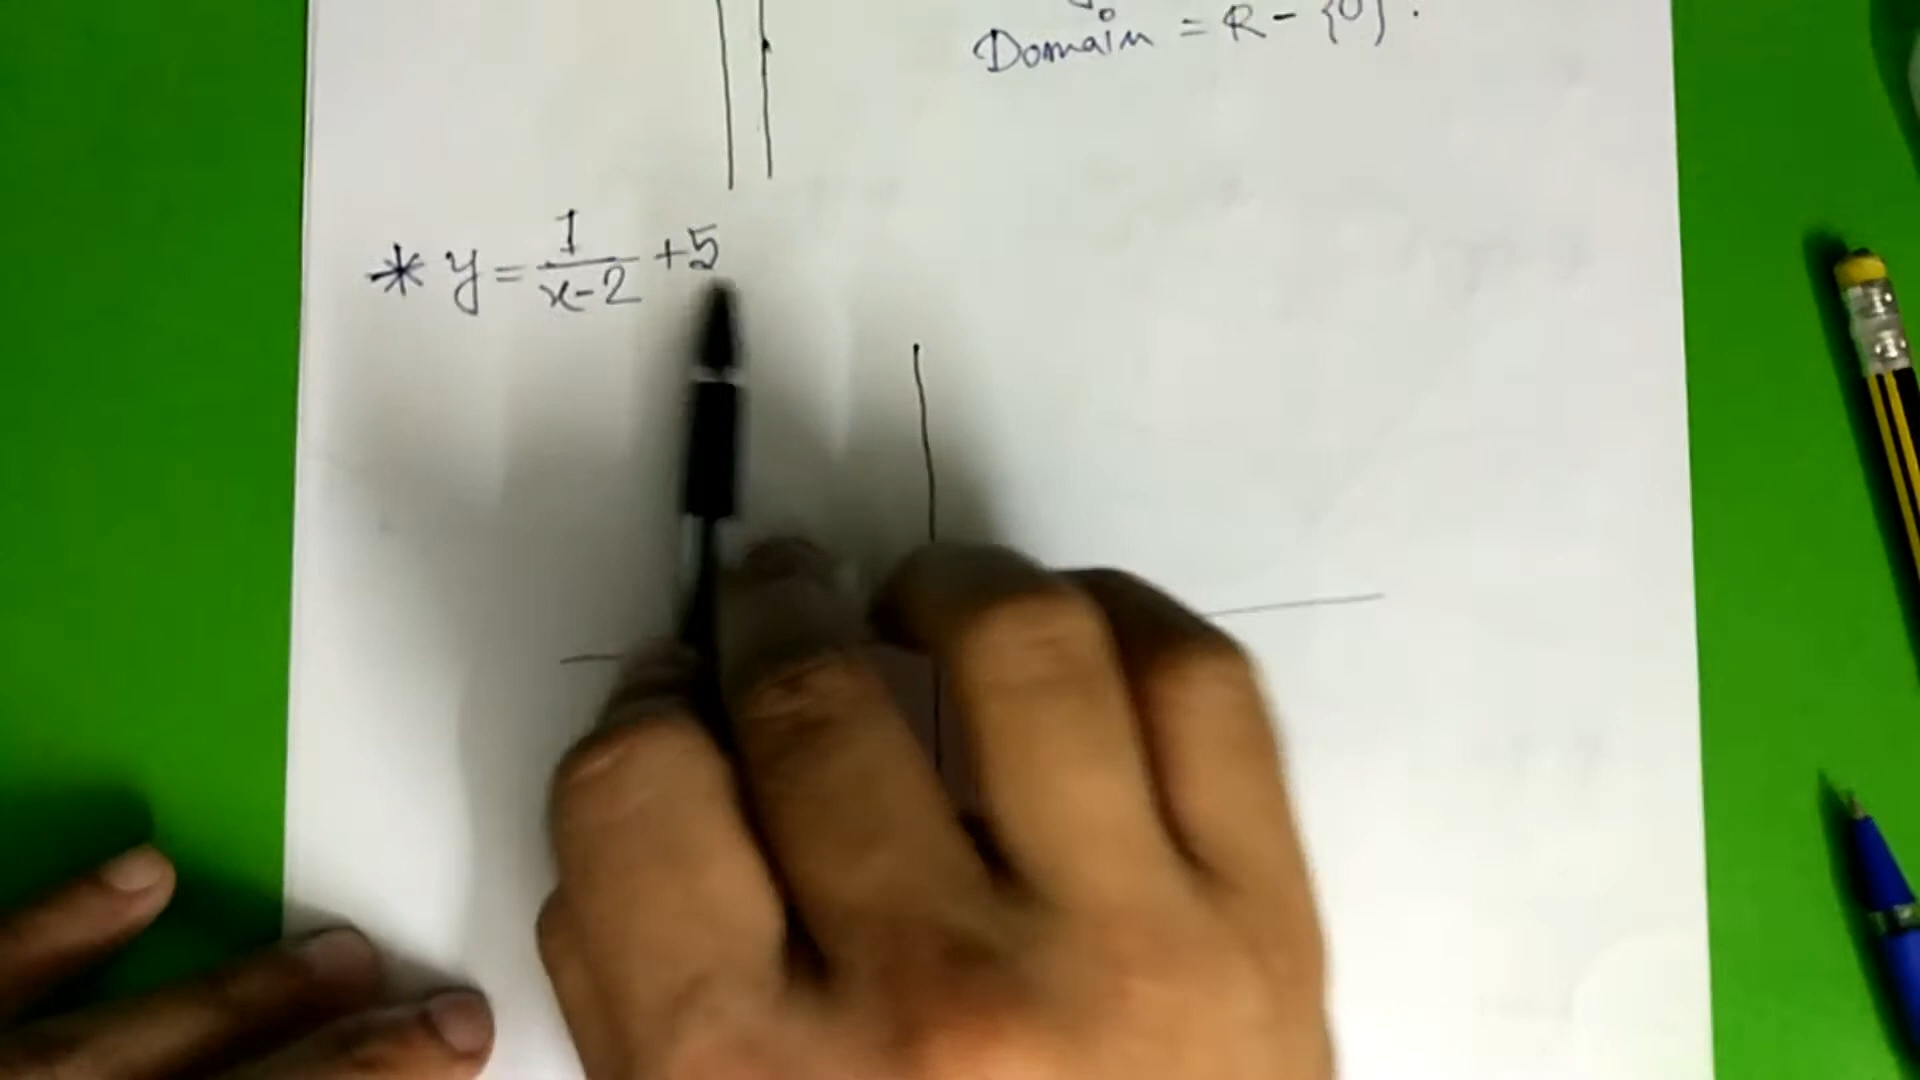 Domain = R - {0}.
* y = 1/(x-2) + 5